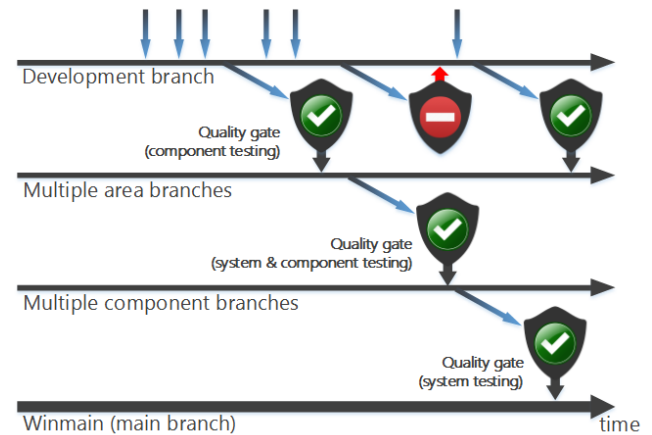 Development branch
Quality gate
(component testing)
Multiple area branches
Quality gate
(system & component testing)
Multiple component branches
Quality gate
(system testing)
Winmain (main branch)
time